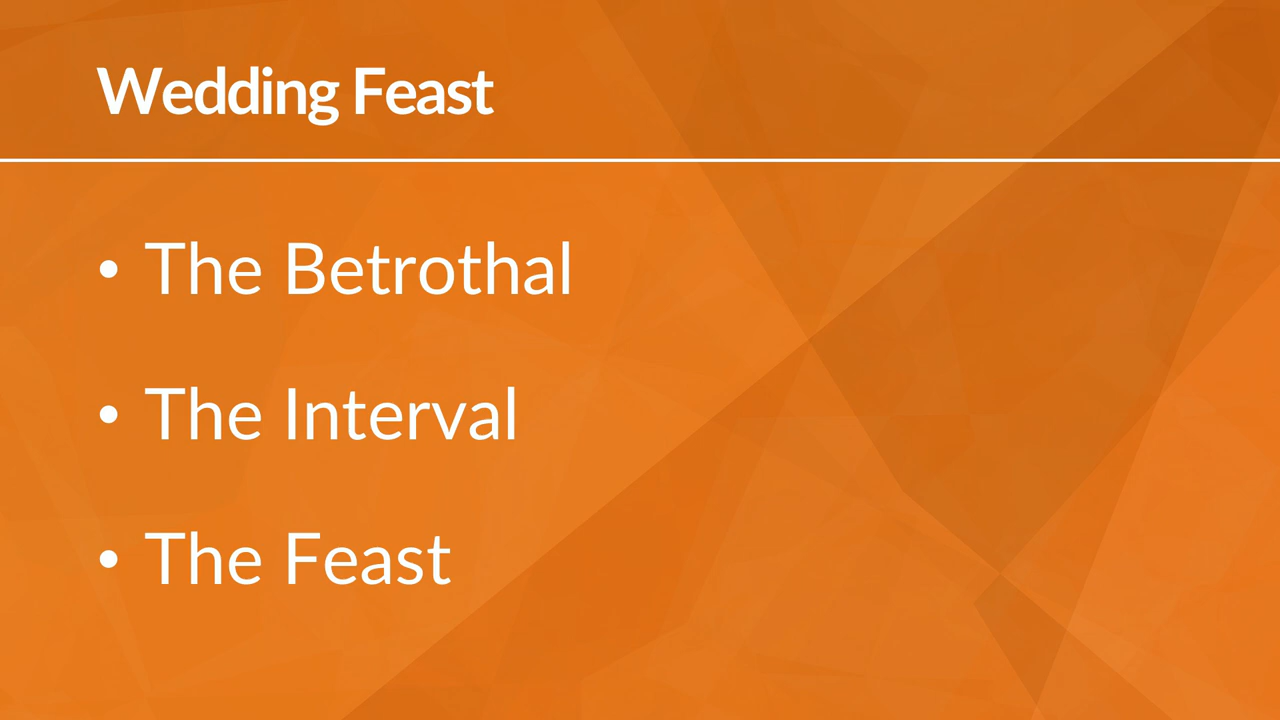 Wedding Feast
• The Betrothal
• The Interval
• The Feast